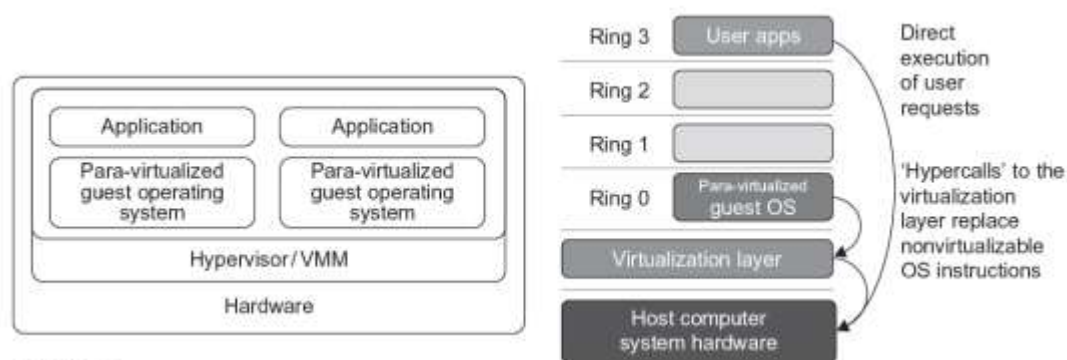 Application
Application
Para-virtualized
guest operating
system
Para-virtualized
guest operating
system
Hypervisor/VMM
Hardware
Ring 3
User apps
Ring 2
Ring 1
Ring 0
Para-virtualized
guest OS
Virtualization layer
Host computer
system hardware
Direct
execution
of user
requests
'Hypercalls' to the
virtualization
layer replace
nonvirtualizable
OS instructions